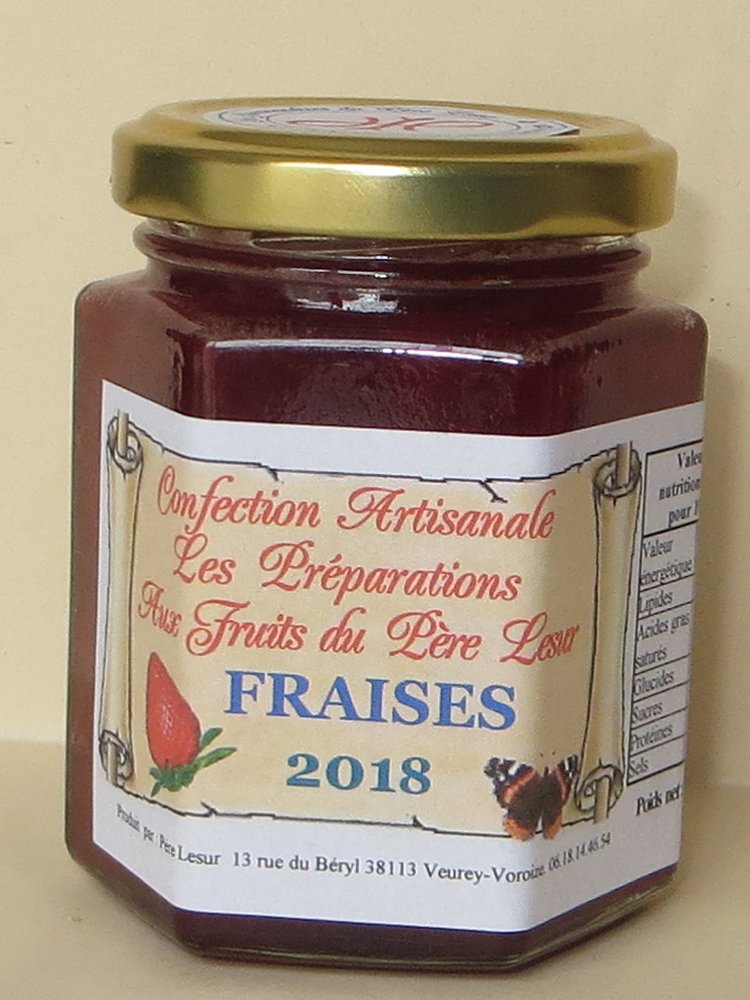 Confection Artisanale
Les Préparations
Aux Fruits du Père Lesur
FRAISES
2018
Produit par : Père Lesur 13 rue du Béryl 38113 Veurey-Voroize. 06.18.14.46.54
nutrition
pour
Valeur
énergétique
Lipides
Acides gras
saturés
Glucides
Sucres
Protéines
Sels
Poids net